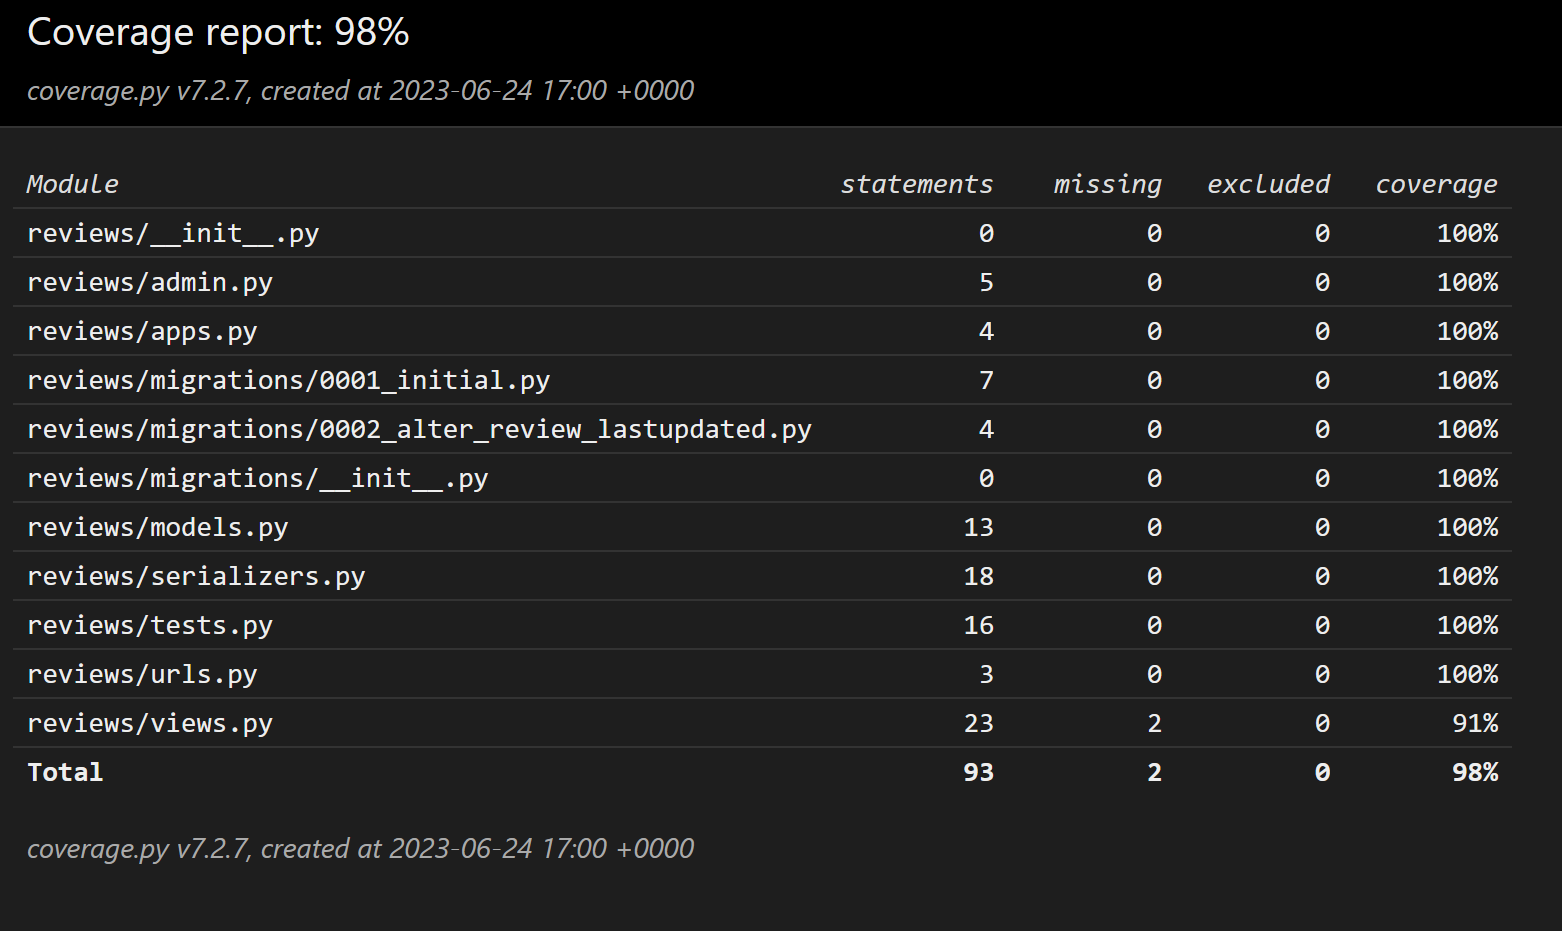 Coverage report: 98%
coverage.py v7.2.7, created at 2023-06-24 17:00 +0000
Module statements missing excluded coverage
reviews/__init__.py 0 0 0 100%
reviews/admin.py 5 0 0 100%
reviews/apps.py 4 0 0 100%
reviews/migrations/0001_initial.py 7 0 0 100%
reviews/migrations/0002_alter_review_lastupdated.py 4 0 0 100%
reviews/migrations/__init__.py 0 0 0 100%
reviews/models.py 13 0 0 100%
reviews/serializers.py 18 0 0 100%
reviews/tests.py 16 0 0 100%
reviews/urls.py 3 0 0 100%
reviews/views.py 23 2 0 91%
Total 93 2 0 98%
coverage.py v7.2.7, created at 2023-06-24 17:00 +0000